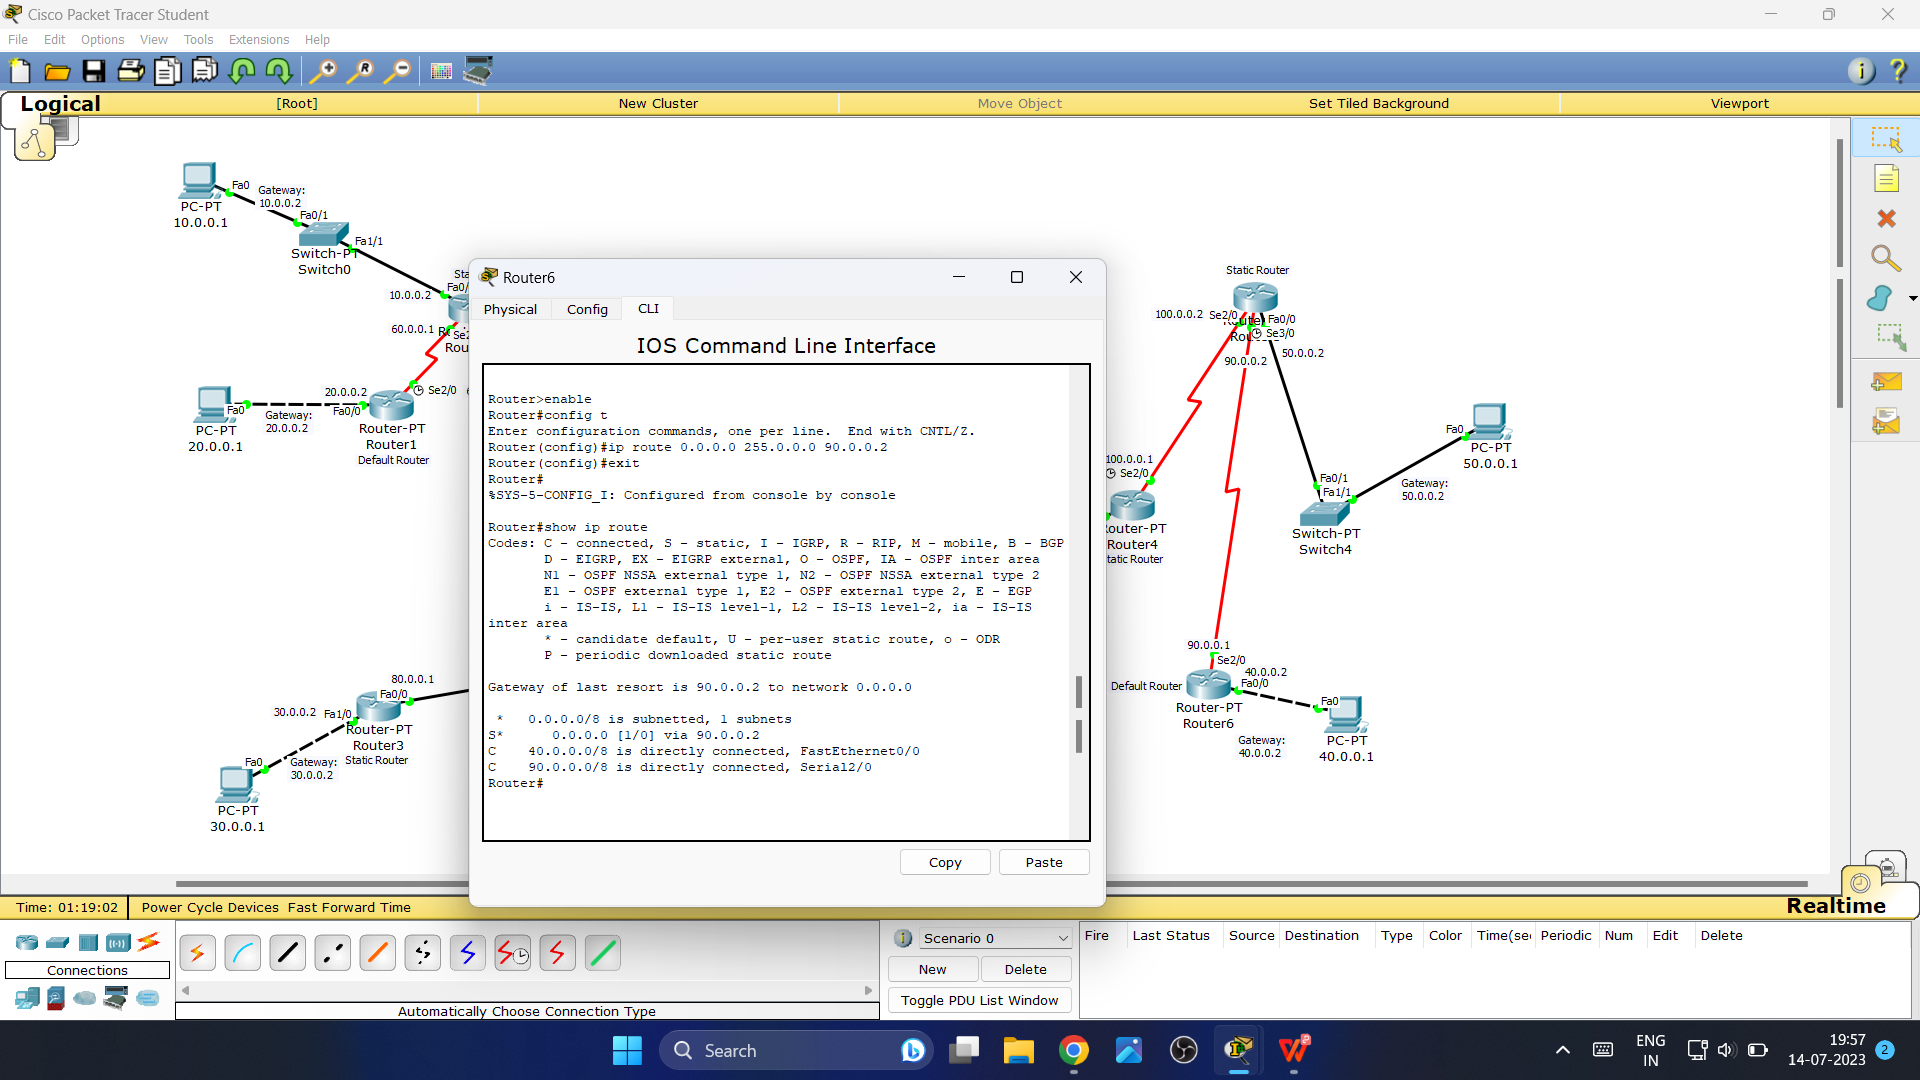 Cisco Packet Tracer Student
File Edit Options View Tools Extensions Help
Logical [Root] New Cluster Move Object Set Tiled Background Viewport
Fa0
Gateway:
10.0.0.2
PC-PT
10.0.0.1
Fa0/1
Fa1/1
Switch-PT
Switch0
10.0.0.2
60.0.0.1
20.0.0.2
Se2/0
Fa0
Fa0/0
Gateway:
20.0.0.2
PC-PT
20.0.0.1
Router-PT
Router1
Default Router
80.0.0.1
Fa0/0
30.0.0.2 Fa1/0
Router-PT
Router3
Static Router
Fa0
Gateway:
30.0.0.2
PC-PT
30.0.0.1
Router6
Physical Config CLI
IOS Command Line Interface
Router>enable
Router#config t
Enter configuration commands, one per line.  End with CNTL/Z.
Router(config)#ip route 0.0.0.0 255.0.0.0 90.0.0.2
Router(config)#exit
Router#
%SYS-5-CONFIG_I: Configured from console by console
Router#show ip route
Codes: C - connected, S - static, I - IGRP, R - RIP, M - mobile, B - BGP
D - EIGRP, EX - EIGRP external, O - OSPF, IA - OSPF inter area
N1 - OSPF NSSA external type 1, N2 - OSPF NSSA external type 2
E1 - OSPF external type 1, E2 - OSPF external type 2, E - EGP
i - IS-IS, L1 - IS-IS level-1, L2 - IS-IS level-2, ia - IS-IS
inter area
* - candidate default, U - per-user static route, o - ODR
P - periodic downloaded static route
Gateway of last resort is 90.0.0.2 to network 0.0.0.0
* 0.0.0.0/8 is subnetted, 1 subnets
S* 0.0.0.0 [1/0] via 90.0.0.2
C 40.0.0.0/8 is directly connected, FastEthernet0/0
C 90.0.0.0/8 is directly connected, Serial2/0
Router#
Copy Paste
Static Router
100.0.0.2 Se2/0
Fa0/0
Se3/0
50.0.0.2
90.0.0.2
Fa0
PC-PT
50.0.0.1
Gateway:
50.0.0.2
Fa0/1
Fa1/1
Switch-PT
Switch4
100.0.0.1
Se2/0
Router-PT
Router4
Static Router
90.0.0.1
Se2/0
40.0.0.2
Fa0/0
Default Router
Router-PT
Router6
Gateway:
40.0.0.2
Fa0
PC-PT
40.0.0.1
Time: 01:19:02 Power Cycle Devices Fast Forward Time
Realtime
Connections
Automatically Choose Connection Type
Scenario 0
New Delete
Toggle PDU List Window
Fire Last Status Source Destination Type Color Time(sec Periodic Num Edit Delete
Search
ENG
IN
19:57
14-07-2023
2